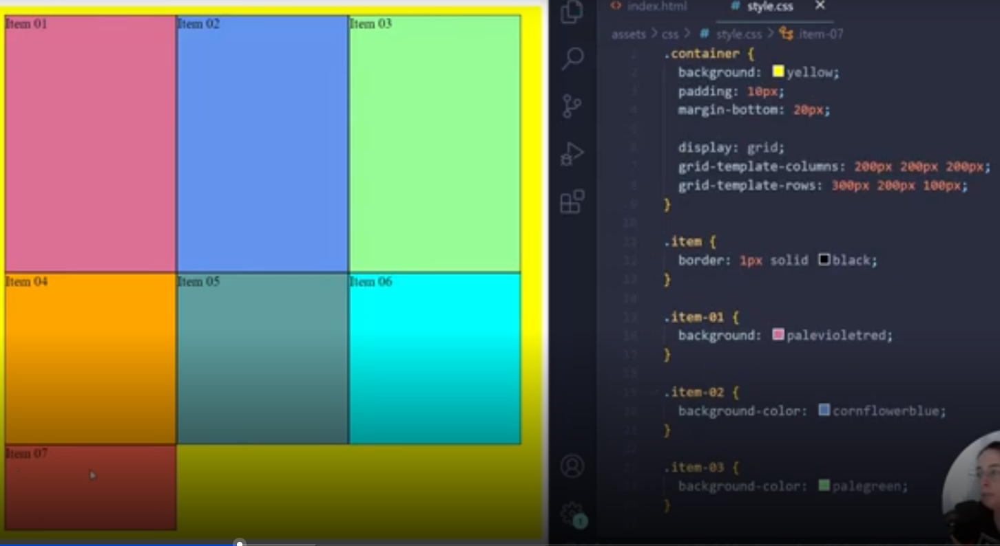 Item 01
Item 02
Item 03
Item 04
Item 05
Item 06
Item 07
index.html
# style.css ×
assets > css > # style.css > .item-07
.container {
background: yellow;
padding: 10px;
margin-bottom: 20px;
display: grid;
grid-template-columns: 200px 200px 200px;
grid-template-rows: 300px 200px 100px;
}
.item {
border: 1px solid black;
}
.item-01 {
background: palevioletred;
}
.item-02 {
background-color: cornflowerblue;
}
.item-03 {
background-color: palegreen;
}
1